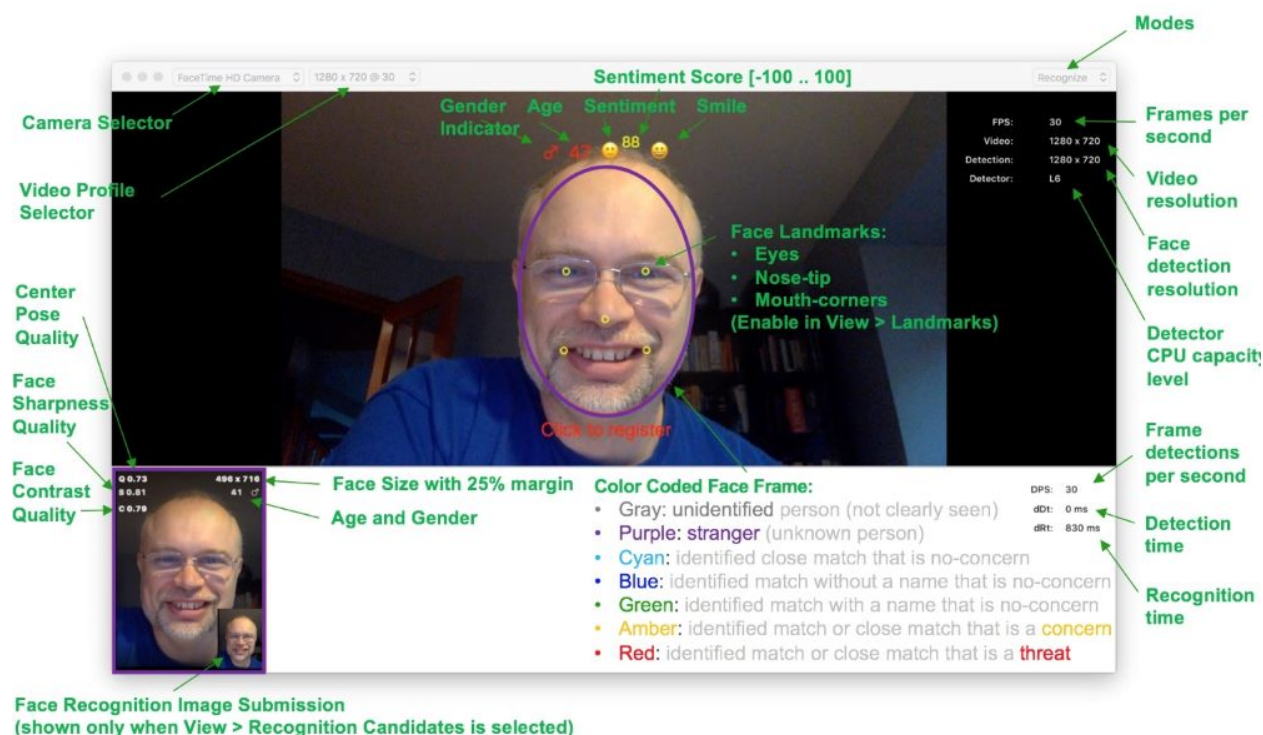 Modes
FaceTime HD Camera
1280 x 720 @ 30
Sentiment Score [-100 .. 100]
Recognize
Camera Selector
Gender
Indicator
Age
Sentiment
Smile
♂ 47
88
FPS: 30
Video: 1280 x 720
Detection: 1280 x 720
Detector: L6
Frames per
second
Video Profile
Selector
Video
resolution
Face Landmarks:
• Eyes
• Nose-tip
• Mouth-corners
(Enable in View > Landmarks)
Face
detection
resolution
Center
Pose
Quality
Detector
CPU capacity
level
Face
Sharpness
Quality
Click to register
Frame
detections
per second
Face
Contrast
Quality
Q 0.73
496 x 716
S 0.81
41 ♂
C 0.79
Face Size with 25% margin
Age and Gender
Color Coded Face Frame:
• Gray: unidentified person (not clearly seen)
• Purple: stranger (unknown person)
• Cyan: identified close match that is no-concern
• Blue: identified match without a name that is no-concern
• Green: identified match with a name that is no-concern
• Amber: identified match or close match that is a concern
• Red: identified match or close match that is a threat
DPS: 30
dDt: 0 ms
dRt: 830 ms
Detection
time
Recognition
time
Face Recognition Image Submission
(shown only when View > Recognition Candidates is selected)